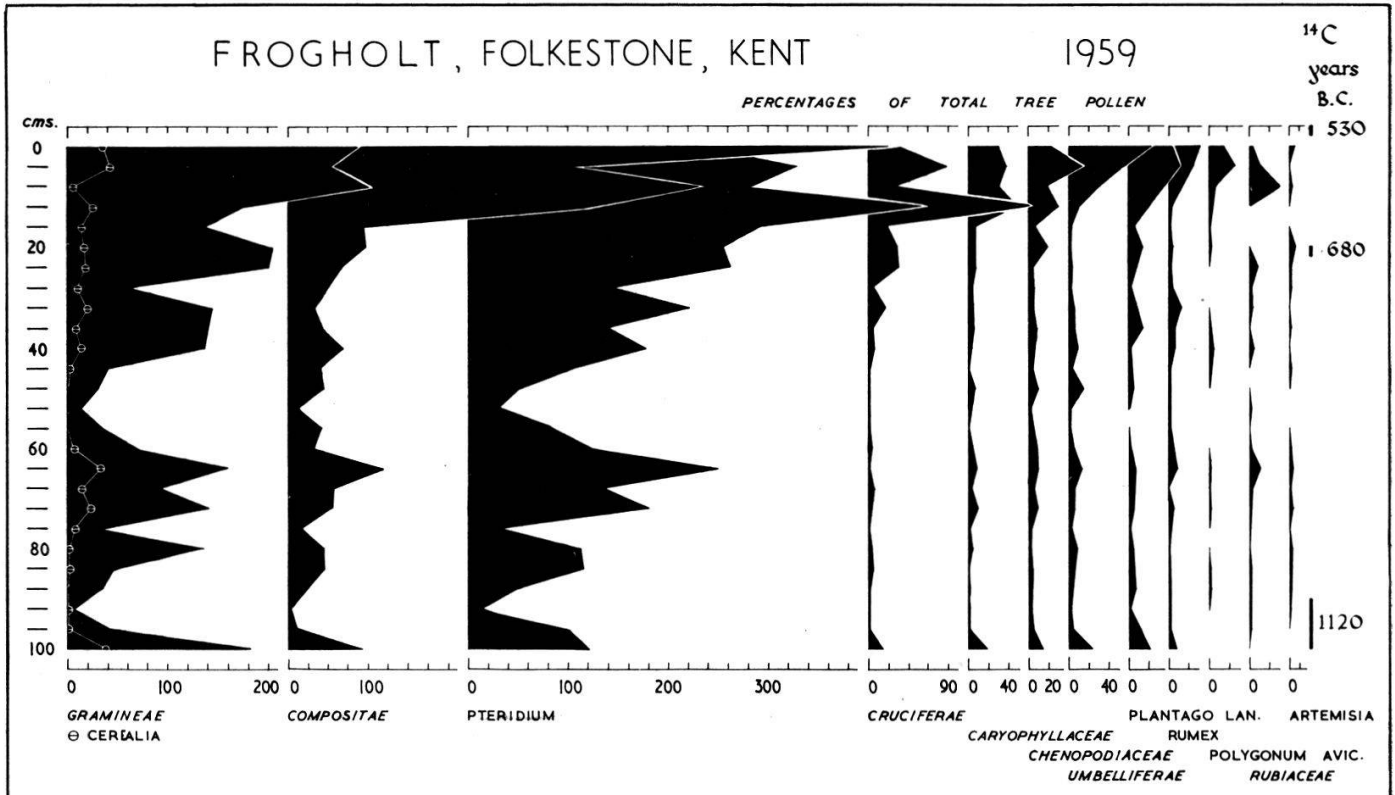 FROGHOLT, FOLKESTONE, KENT 1959
14C
years
B.C.
PERCENTAGES OF TOTAL TREE POLLEN
cms.
530
0
20
680
40
60
80
1120
100
0 100 200 0 100 0 100 200 300 0 90 0 40 0 20 0 40 0 0 0 0 0
GRAMINEAE COMPOSITAE PTERIDIUM CRUCIFERAE PLANTAGO LAN. ARTEMISIA
⊖ CEREALIA CARYOPHYLLACEAE RUMEX
CHENOPODIACEAE POLYGONUM AVIC.
UMBELLIFERAE RUBIACEAE